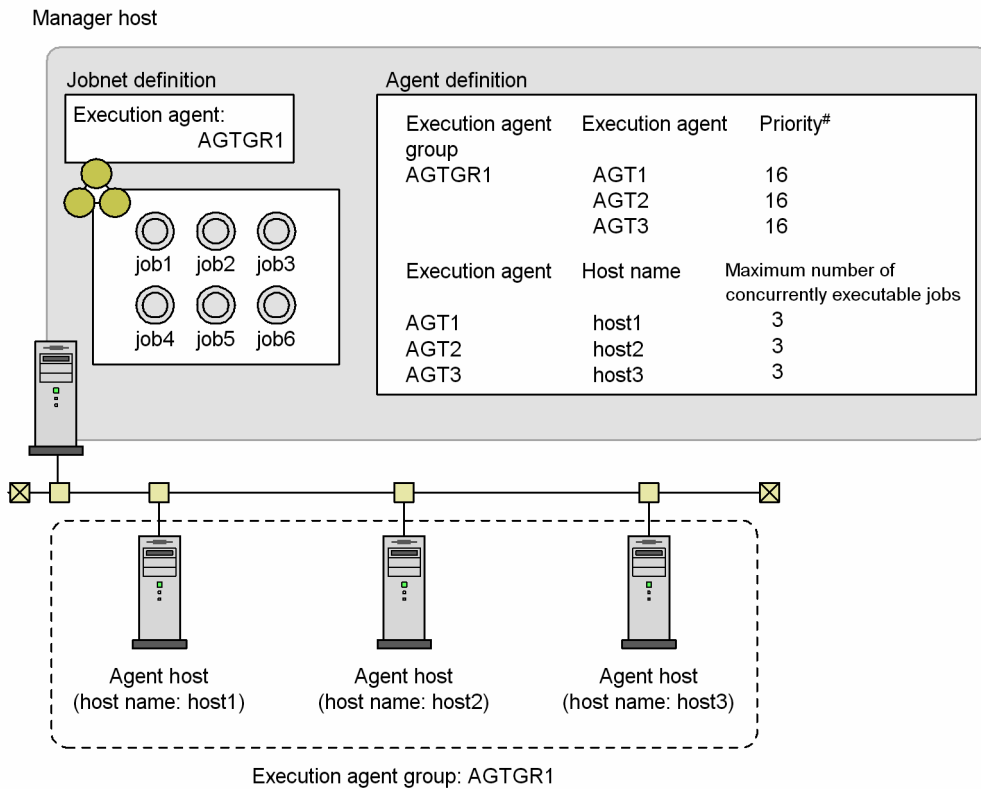 Manager host
Jobnet definition
Execution agent:
AGTGR1
job1 job2 job3
job4 job5 job6
Agent definition
Execution agent group Execution agent Priority#
AGTGR1 AGT1 16
AGT2 16
AGT3 16
Execution agent Host name Maximum number of concurrently executable jobs
AGT1 host1 3
AGT2 host2 3
AGT3 host3 3
Agent host
(host name: host1)
Agent host
(host name: host2)
Agent host
(host name: host3)
Execution agent group: AGTGR1